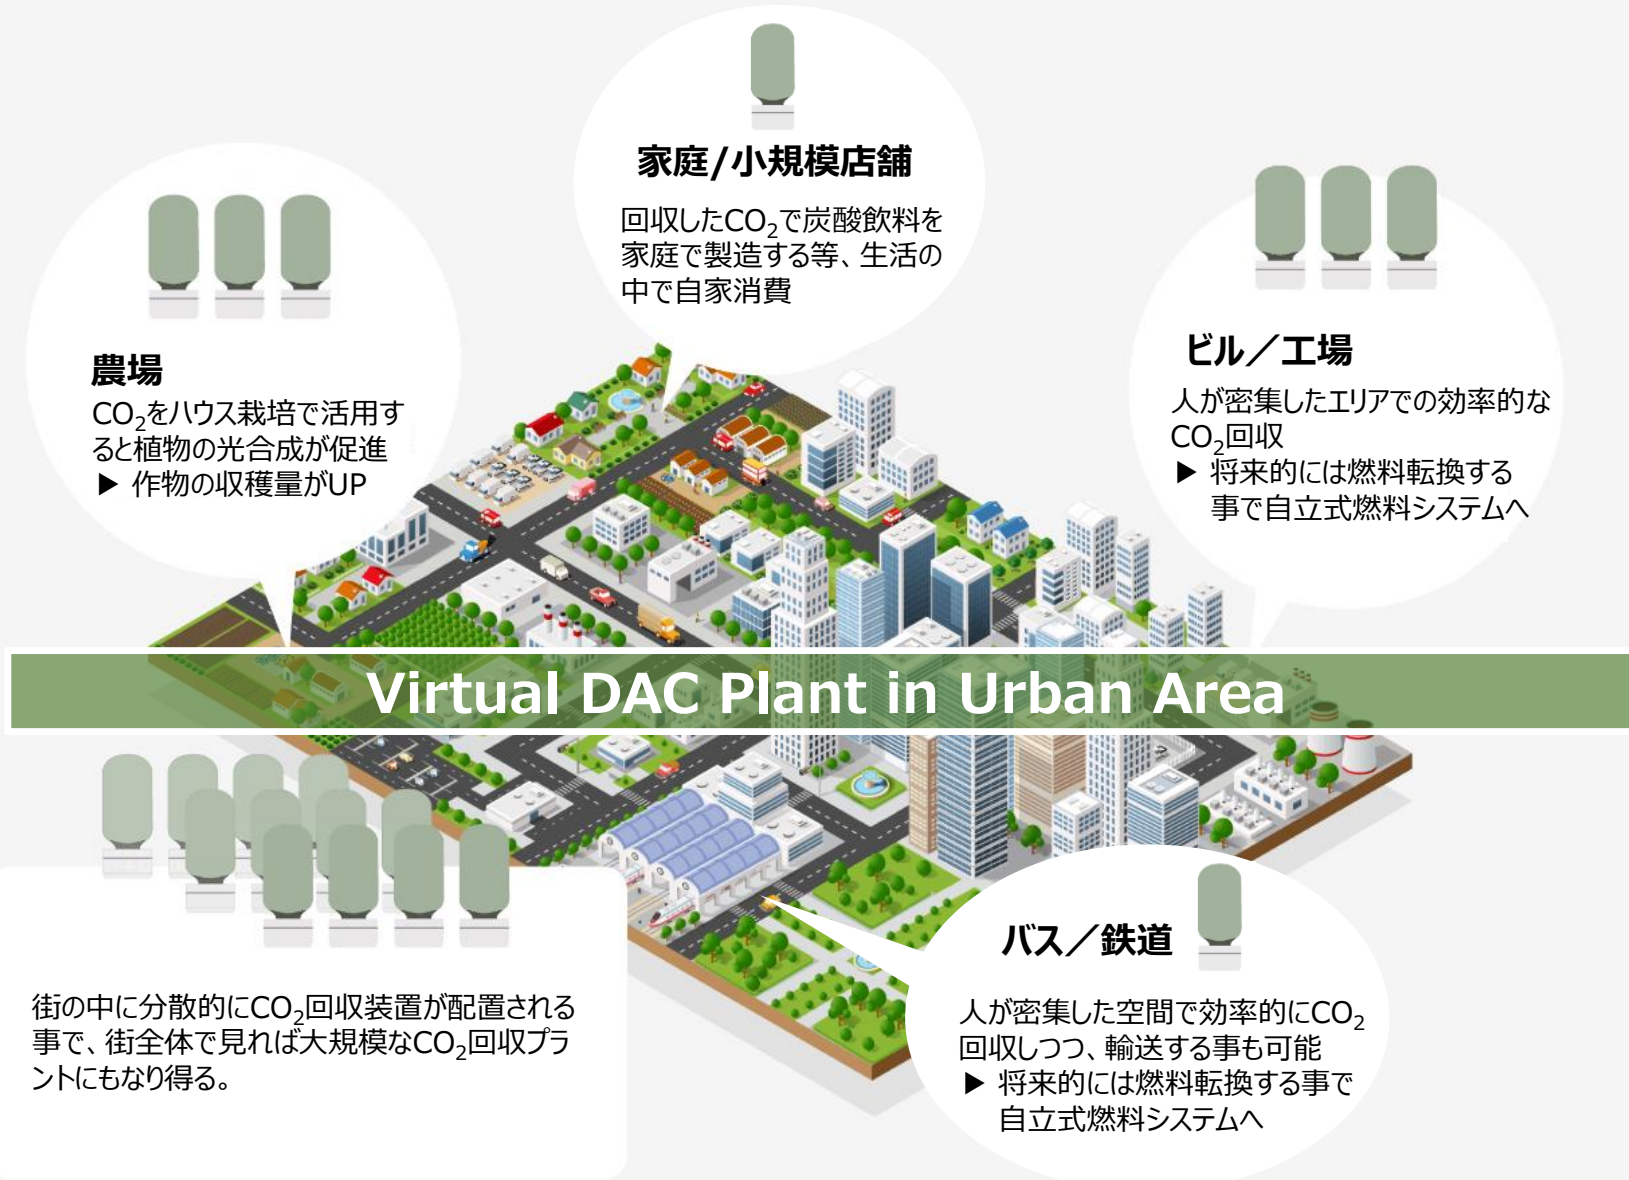 家庭/小規模店舗
回収したCO₂で炭酸飲料を
家庭で製造する等、生活の
中で自家消費
農場
CO₂をハウス栽培で活用す
ると植物の光合成が促進
▶ 作物の収穫量がUP
ビル／工場
人が密集したエリアでの効率的な
CO₂回収
▶ 将来的には燃料転換する
事で自立式燃料システムへ
Virtual DAC Plant in Urban Area
街の中に分散的にCO₂回収装置が配置される
事で、街全体で見れば大規模なCO₂回収プラ
ントにもなり得る。
バス／鉄道
人が密集した空間で効率的にCO₂
回収しつつ、輸送する事も可能
▶ 将来的には燃料転換する事で
自立式燃料システムへ